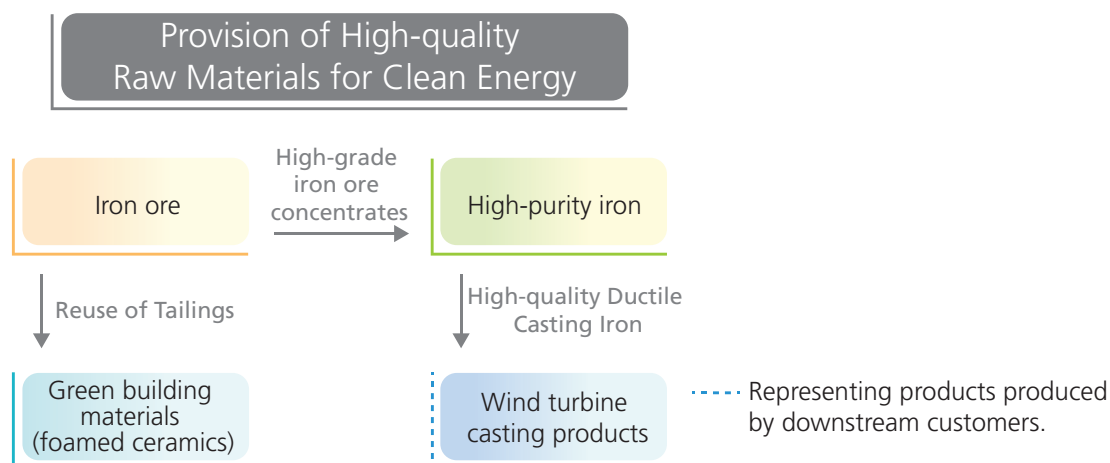 Provision of High-quality
Raw Materials for Clean Energy
Iron ore
High-grade
iron ore
concentrates
High-purity iron
Reuse of Tailings
High-quality Ductile
Casting Iron
Green building
materials
(foamed ceramics)
Wind turbine
casting products
Representing products produced
by downstream customers.